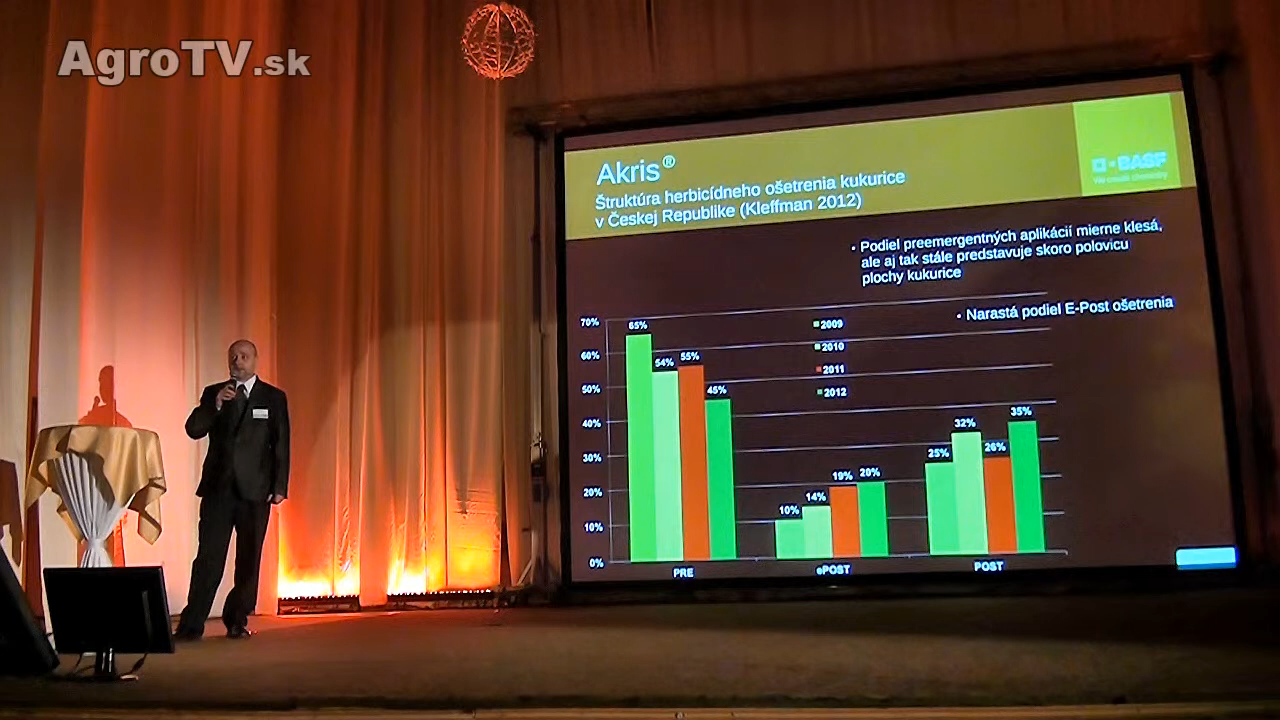 AgroTV.sk
Akris®
Štruktúra herbicídneho ošetrenia kukurice
v Českej Republike (Kleffman 2012)
BASF
We create chemistry
• Podiel preemergentných aplikácií mierne klesá,
ale aj tak stále predstavuje skoro polovicu
plochy kukurice
• Narastá podiel E-Post ošetrenia
70%
60%
50%
40%
30%
20%
10%
0%
65%
54%
55%
45%
10%
14%
19%
20%
25%
32%
26%
35%
2009
2010
2011
2012
PRE
ePOST
POST